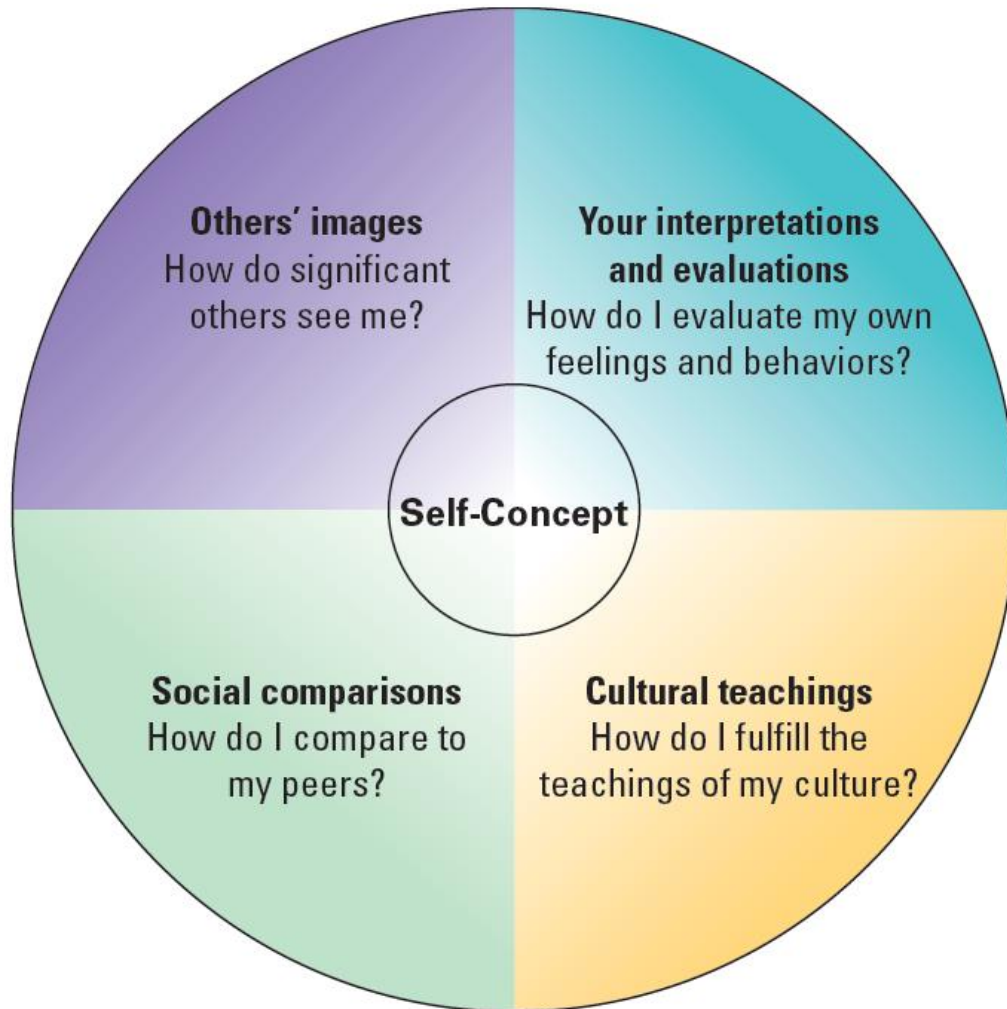 Others’ images
How do significant
others see me?
Your interpretations
and evaluations
How do I evaluate my own
feelings and behaviors?
Self-Concept
Social comparisons
How do I compare to
my peers?
Cultural teachings
How do I fulfill the
teachings of my culture?